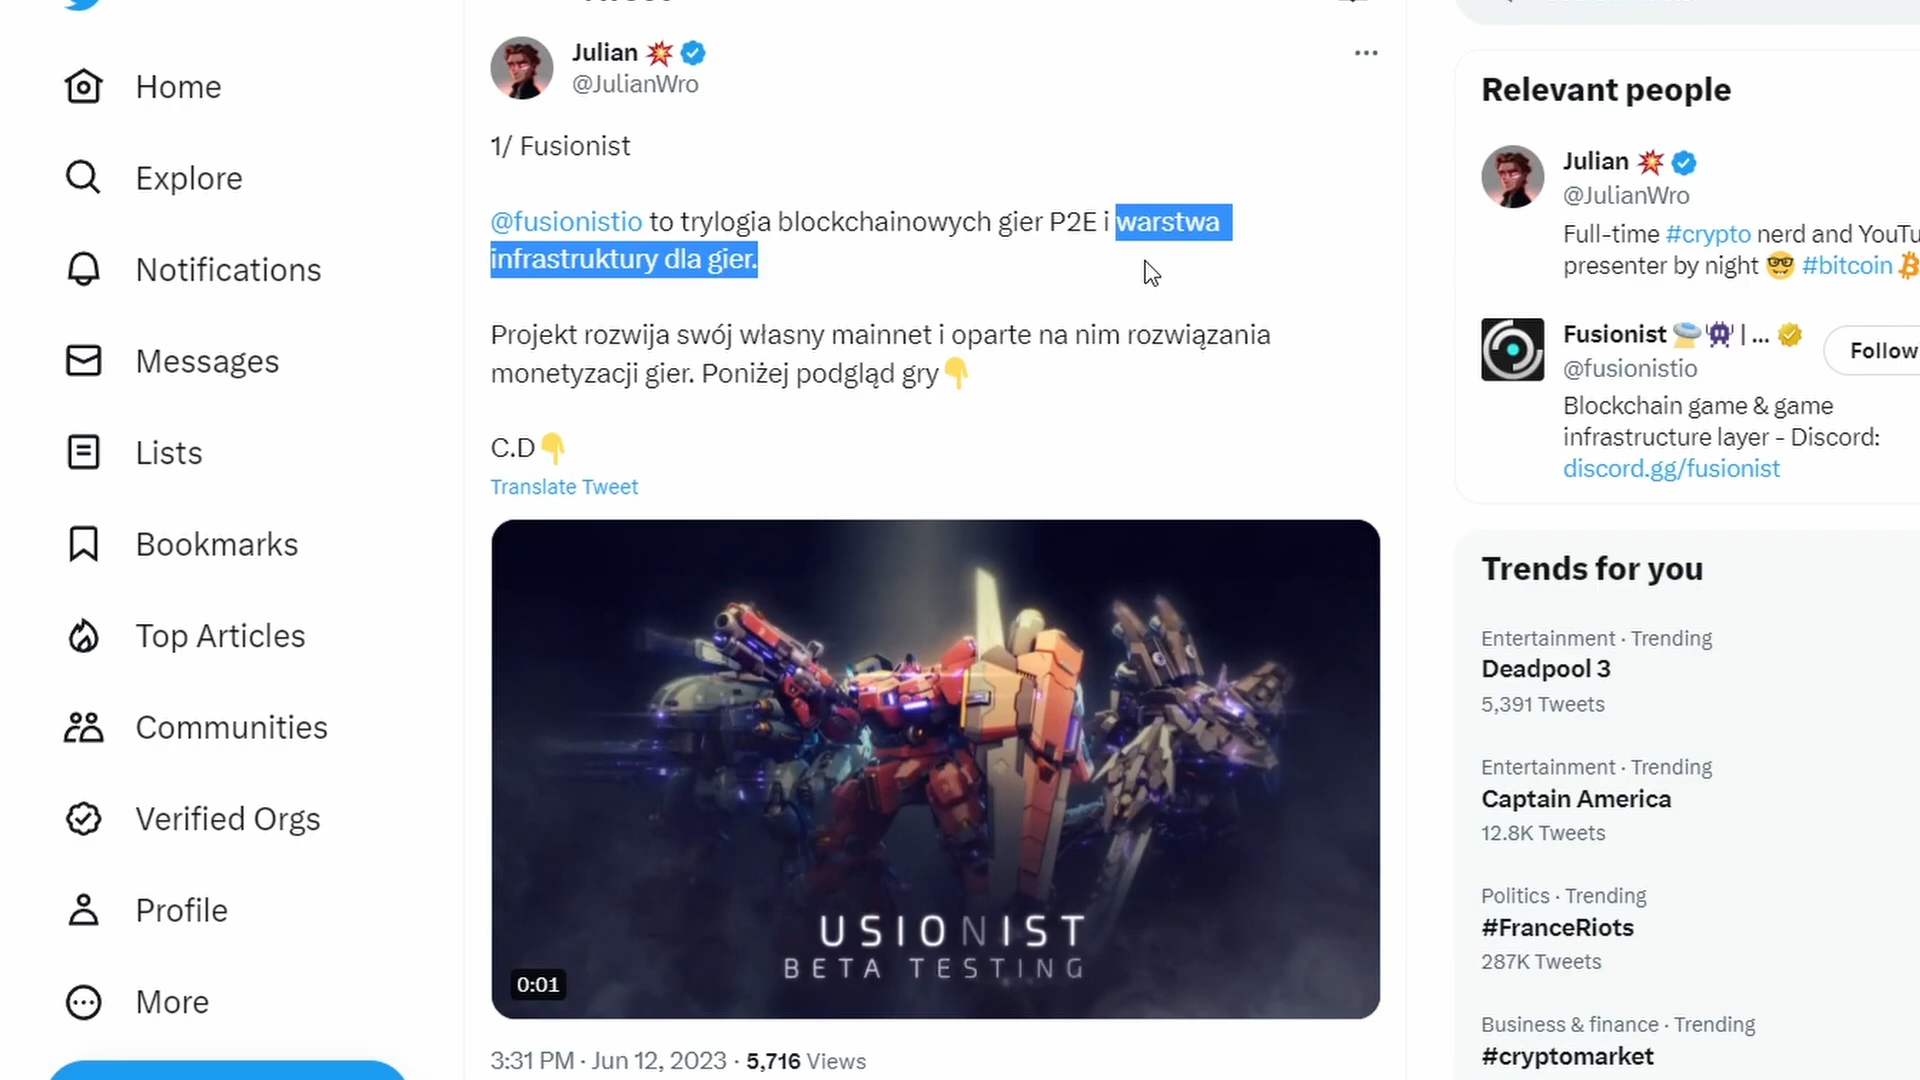 Home
Explore
Notifications
Messages
Lists
Bookmarks
Top Articles
Communities
Verified Orgs
Profile
More
Julian 💥
@JulianWro
1/ Fusionist
@fusionistio to trylogia blockchainowych gier P2E i warstwa
infrastruktury dla gier.
Projekt rozwija swój własny mainnet i oparte na nim rozwiązania
monetyzacji gier. Poniżej podgląd gry👇
C.D👇
Translate Tweet
USIONIST
BETA TESTING
0:01
3:31 PM · Jun 12, 2023 · 5,716 Views
Relevant people
Julian 💥
@JulianWro
Full-time #crypto nerd and YouTu
presenter by night 🤓 #bitcoin
Fusionist 🛸👾 | ...
@fusionistio
Follow
Blockchain game & game
infrastructure layer - Discord:
discord.gg/fusionist
Trends for you
Entertainment · Trending
Deadpool 3
5,391 Tweets
Entertainment · Trending
Captain America
12.8K Tweets
Politics · Trending
#FranceRiots
287K Tweets
Business & finance · Trending
#cryptomarket